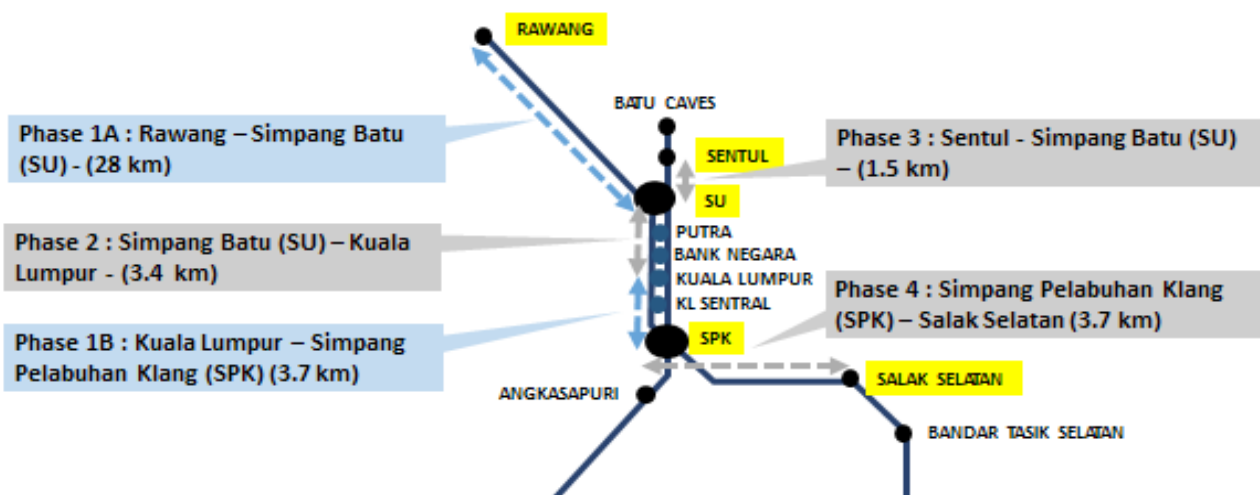 RAWANG
BATU CAVES
Phase 1A : Rawang – Simpang Batu
(SU) - (28 km)
Phase 3 : Sentul - Simpang Batu (SU)
– (1.5 km)
SENTUL
SU
Phase 2 : Simpang Batu (SU) – Kuala
Lumpur - (3.4 km)
PUTRA
BANK NEGARA
KUALA LUMPUR
KL SENTRAL
Phase 4 : Simpang Pelabuhan Klang
(SPK) – Salak Selatan (3.7 km)
Phase 1B : Kuala Lumpur – Simpang
Pelabuhan Klang (SPK) (3.7 km)
SPK
ANGKASAPURI
SALAK SELATAN
BANDAR TASIK SELATAN